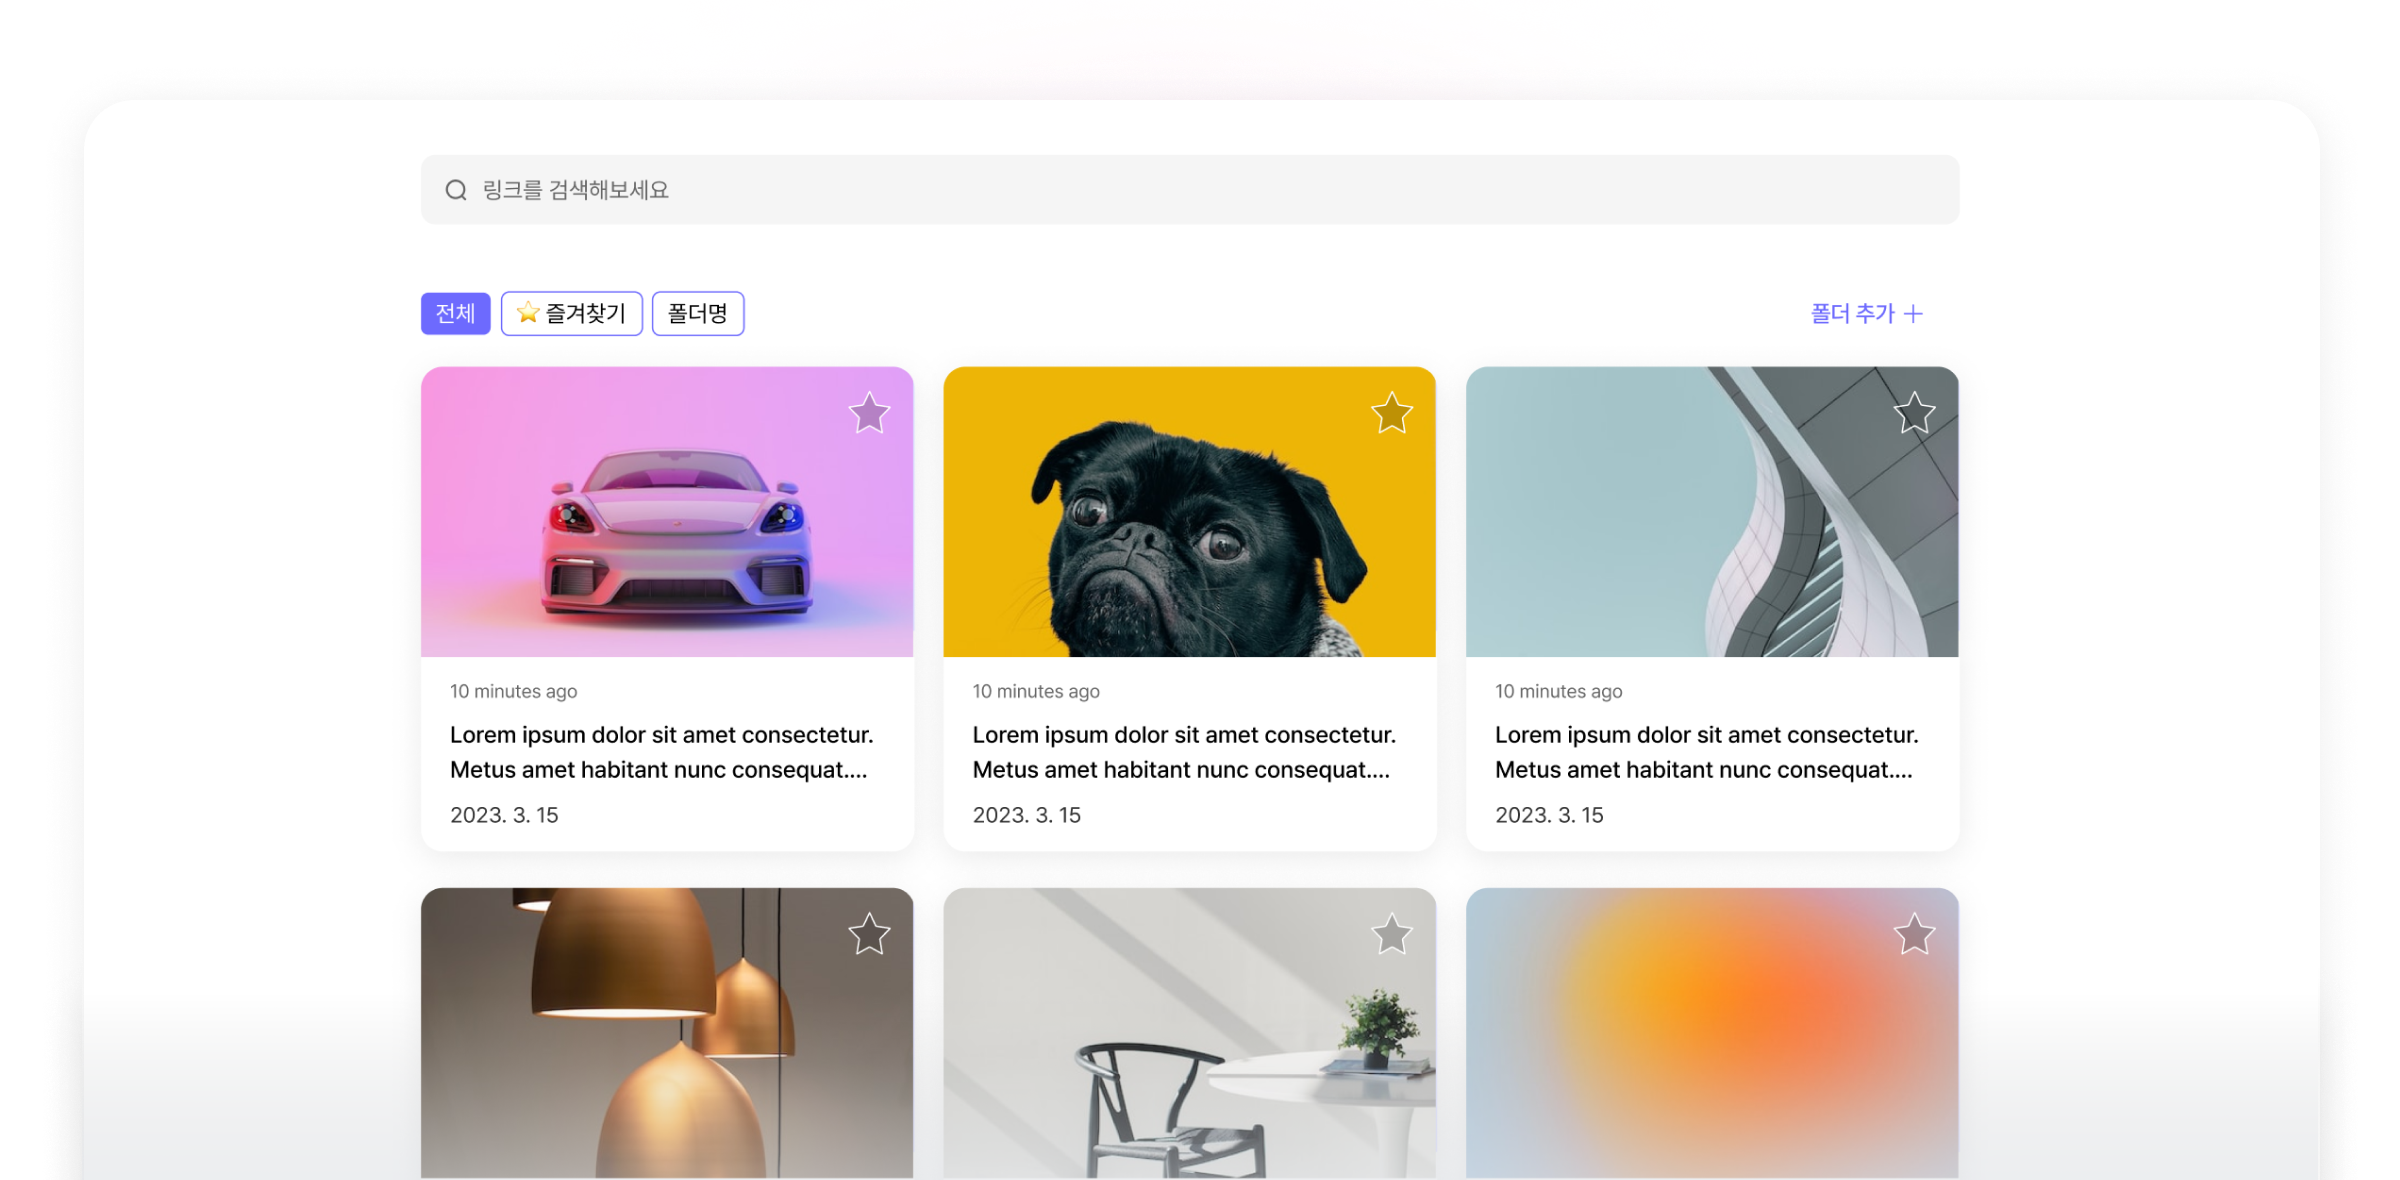 링크를 검색해보세요
전체
⭐ 즐겨찾기
폴더명
폴더 추가 +
10 minutes ago
Lorem ipsum dolor sit amet consectetur.
Metus amet habitant nunc consequat....
2023. 3. 15
10 minutes ago
Lorem ipsum dolor sit amet consectetur.
Metus amet habitant nunc consequat....
2023. 3. 15
10 minutes ago
Lorem ipsum dolor sit amet consectetur.
Metus amet habitant nunc consequat....
2023. 3. 15